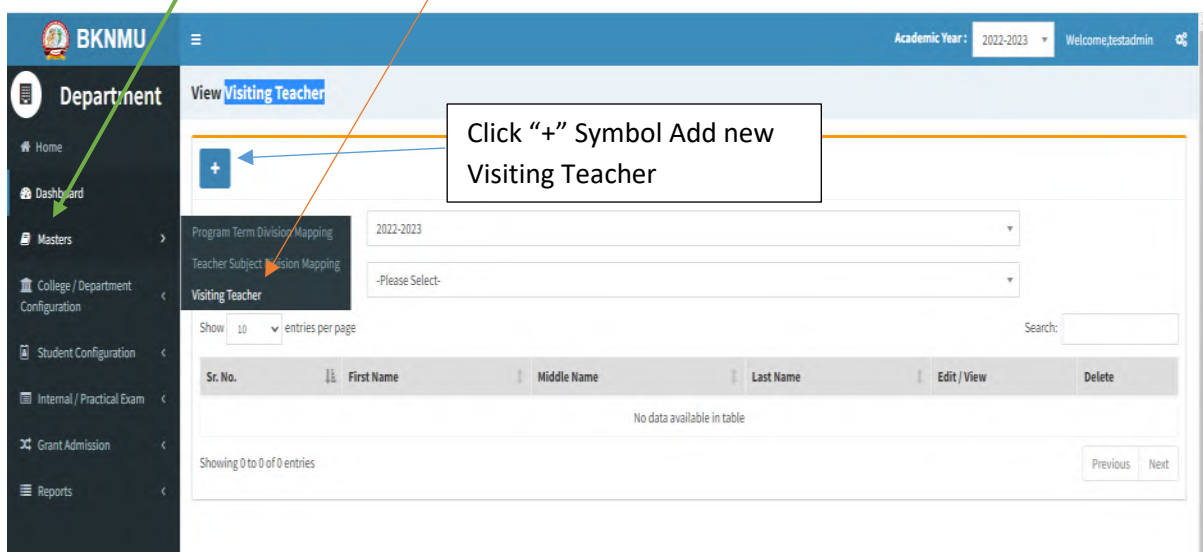 BKNMU
Academic Year : 2022-2023 Welcome,testadmin
Department
View Visiting Teacher
Click “+” Symbol Add new
Visiting Teacher
+
Home
Dashboard
Masters
College / Department
Configuration
Student Configuration
Internal / Practical Exam
Grant Admission
Reports
Program Term Division Mapping
Teacher Subject Division Mapping
Visiting Teacher
2022-2023
-Please Select-
Show 10 entries per page
Search:
Sr. No. First Name Middle Name Last Name Edit / View Delete
No data available in table
Showing 0 to 0 of 0 entries
Previous Next